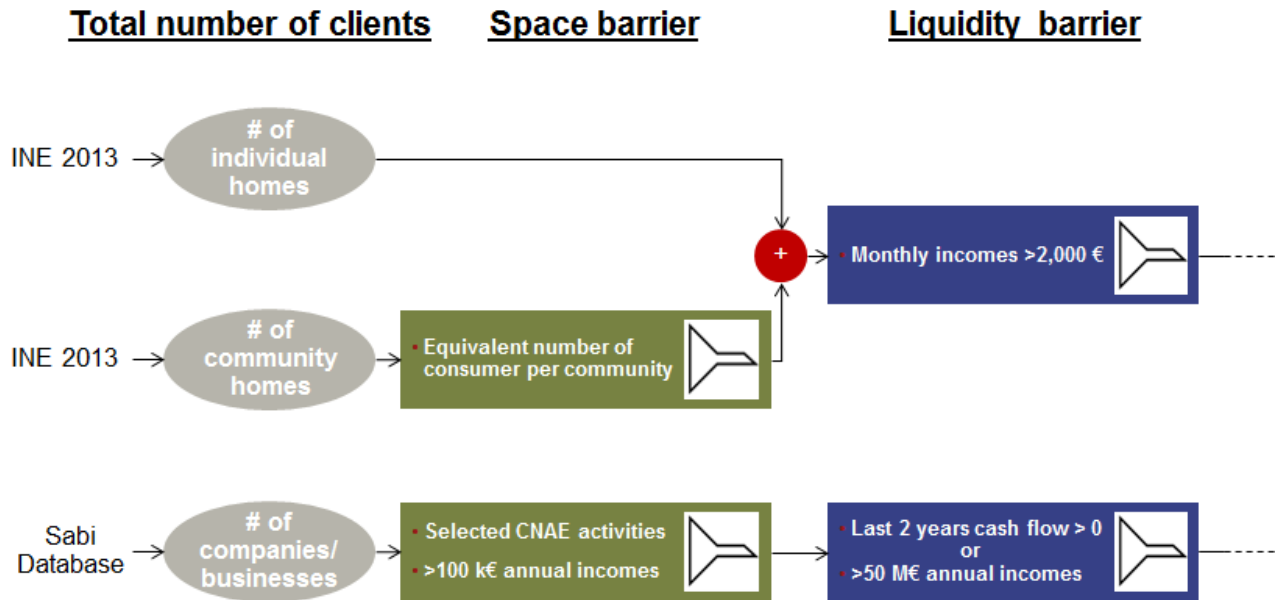 Total number of clients
Space barrier
Liquidity barrier
INE 2013
# of
individual
homes
+
• Monthly incomes >2,000 €
INE 2013
# of
community
homes
• Equivalent number of
consumer per community
Sabi
Database
# of
companies/
businesses
• Selected CNAE activities
• >100 k€ annual incomes
• Last 2 years cash flow > 0
or
• >50 M€ annual incomes